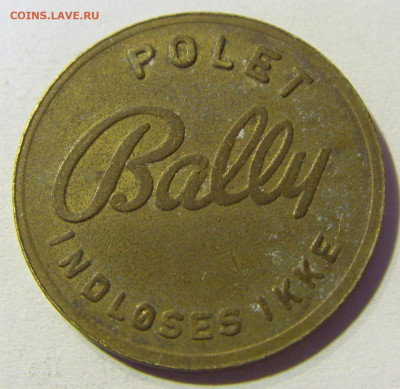 COINS.LAVE.RU
POLET
Bally
INDLØSES IKKE